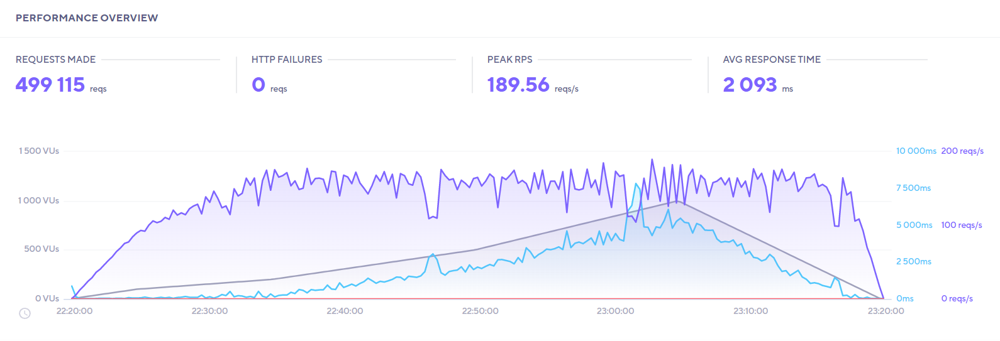 PERFORMANCE OVERVIEW
REQUESTS MADE
499 115 reqs
HTTP FAILURES
0 reqs
PEAK RPS
189.56 reqs/s
AVG RESPONSE TIME
2 093 ms
1 500 VUs
10 000ms 200 reqs/s
7 500ms
1 000 VUs
5 000ms 100 reqs/s
500 VUs
2 500ms
0 VUs
0ms 0 reqs/s
22:20:00 22:30:00 22:40:00 22:50:00 23:00:00 23:10:00 23:20:00